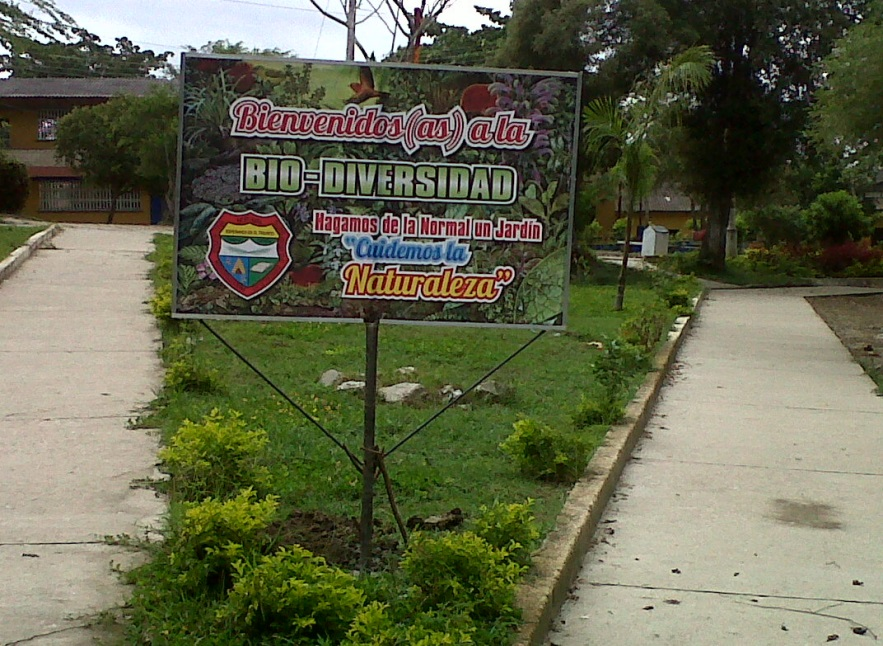 Bienvenidos(as) a la
BIO-DIVERSIDAD
Hagamos de la Normal un Jardín
"Cuidemos la
Naturaleza"